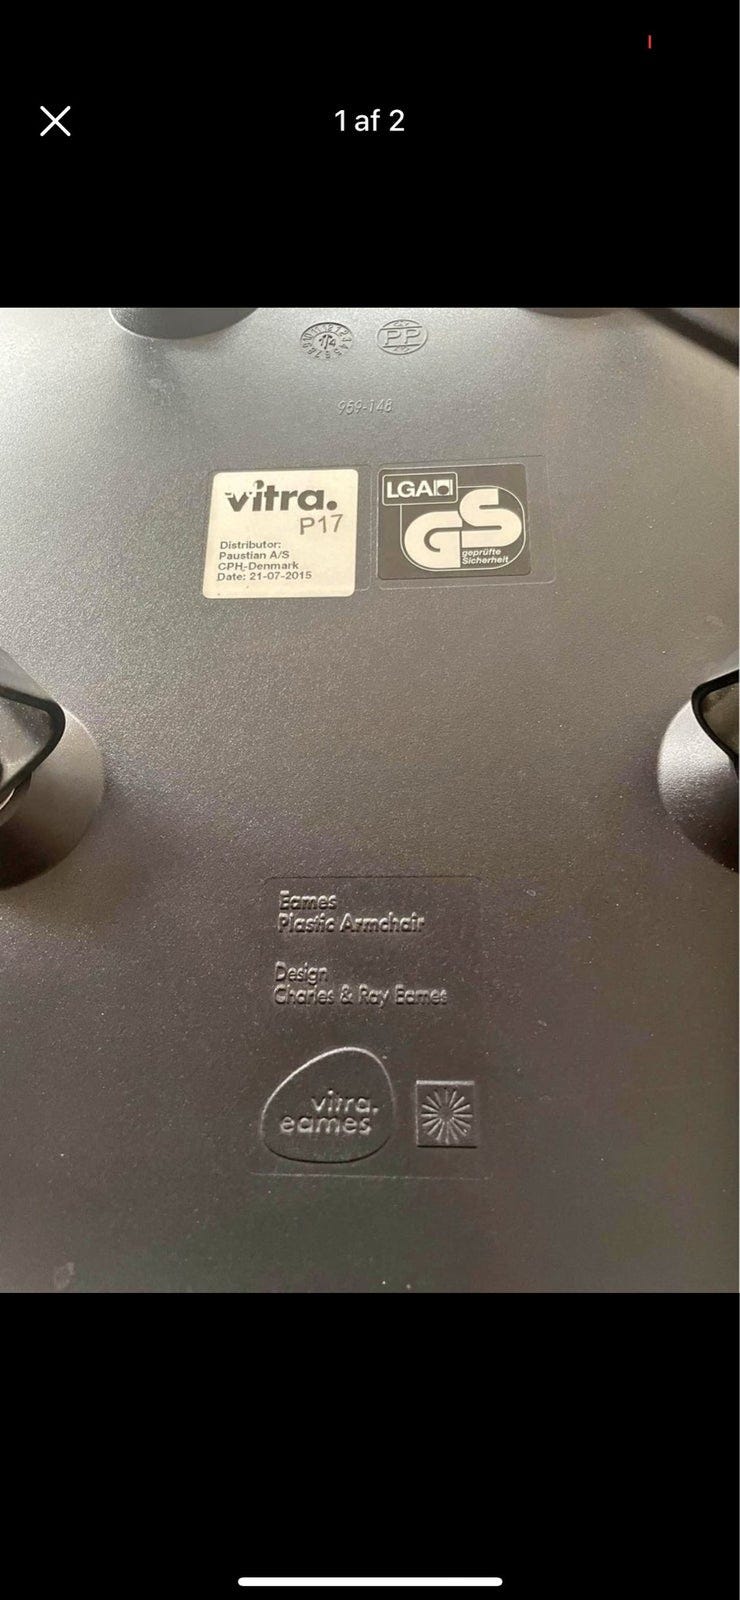 1 af 2
PP
959-148
vitra.
P17
Distributor:
Paustian A/S
CPH-Denmark
Date: 21-07-2015
LGA
GS
geprüfte
Sicherheit
Eames
Plastic Armchair
Design
Charles & Ray Eames
vitra.
eames